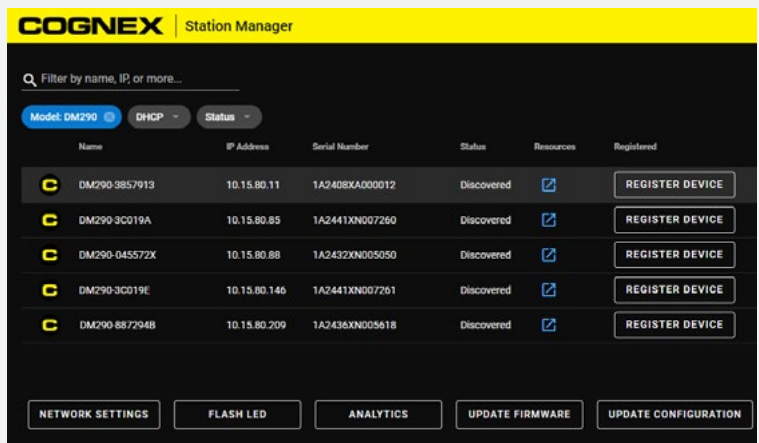 COGNEX Station Manager
Filter by name, IP, or more...
Model: DM290 DHCP Status
Name IP Address Serial Number Status Resources Registered
DM290-3857913 10.15.80.11 1A2408XA000012 Discovered REGISTER DEVICE
DM290-3C019A 10.15.80.85 1A2441XN007260 Discovered REGISTER DEVICE
DM290-045572X 10.15.80.88 1A2432XN005050 Discovered REGISTER DEVICE
DM290-3C019E 10.15.80.146 1A2441XN007261 Discovered REGISTER DEVICE
DM290-887294B 10.15.80.209 1A2436XN005618 Discovered REGISTER DEVICE
NETWORK SETTINGS FLASH LED ANALYTICS UPDATE FIRMWARE UPDATE CONFIGURATION